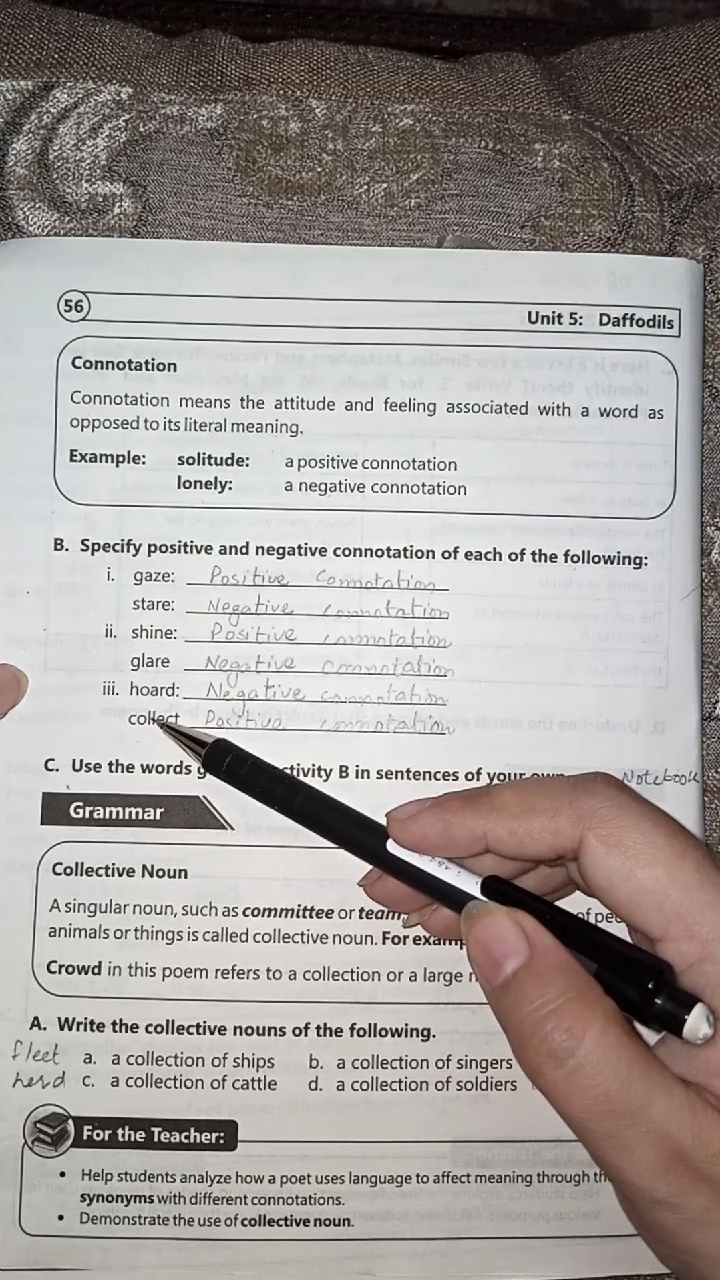 56
Unit 5: Daffodils
Connotation
Connotation means the attitude and feeling associated with a word as
opposed to its literal meaning.
Example: solitude: a positive connotation
lonely: a negative connotation
B. Specify positive and negative connotation of each of the following:
i. gaze: Positive Connotation
stare: Negative connotation
ii. shine: Positive connotation
glare Negative connotation
iii. hoard: Negative connotation
collect Positive connotation
C. Use the words activity B in sentences of your own Notebook
Grammar
Collective Noun
A singular noun, such as committee or team, of
animals or things is called collective noun. For
Crowd in this poem refers to a collection or a large
A. Write the collective nouns of the following.
fleet a. a collection of ships b. a collection of singers
herd c. a collection of cattle d. a collection of soldiers
For the Teacher:
• Help students analyze how a poet uses language to affect meaning through
synonyms with different connotations.
• Demonstrate the use of collective noun.